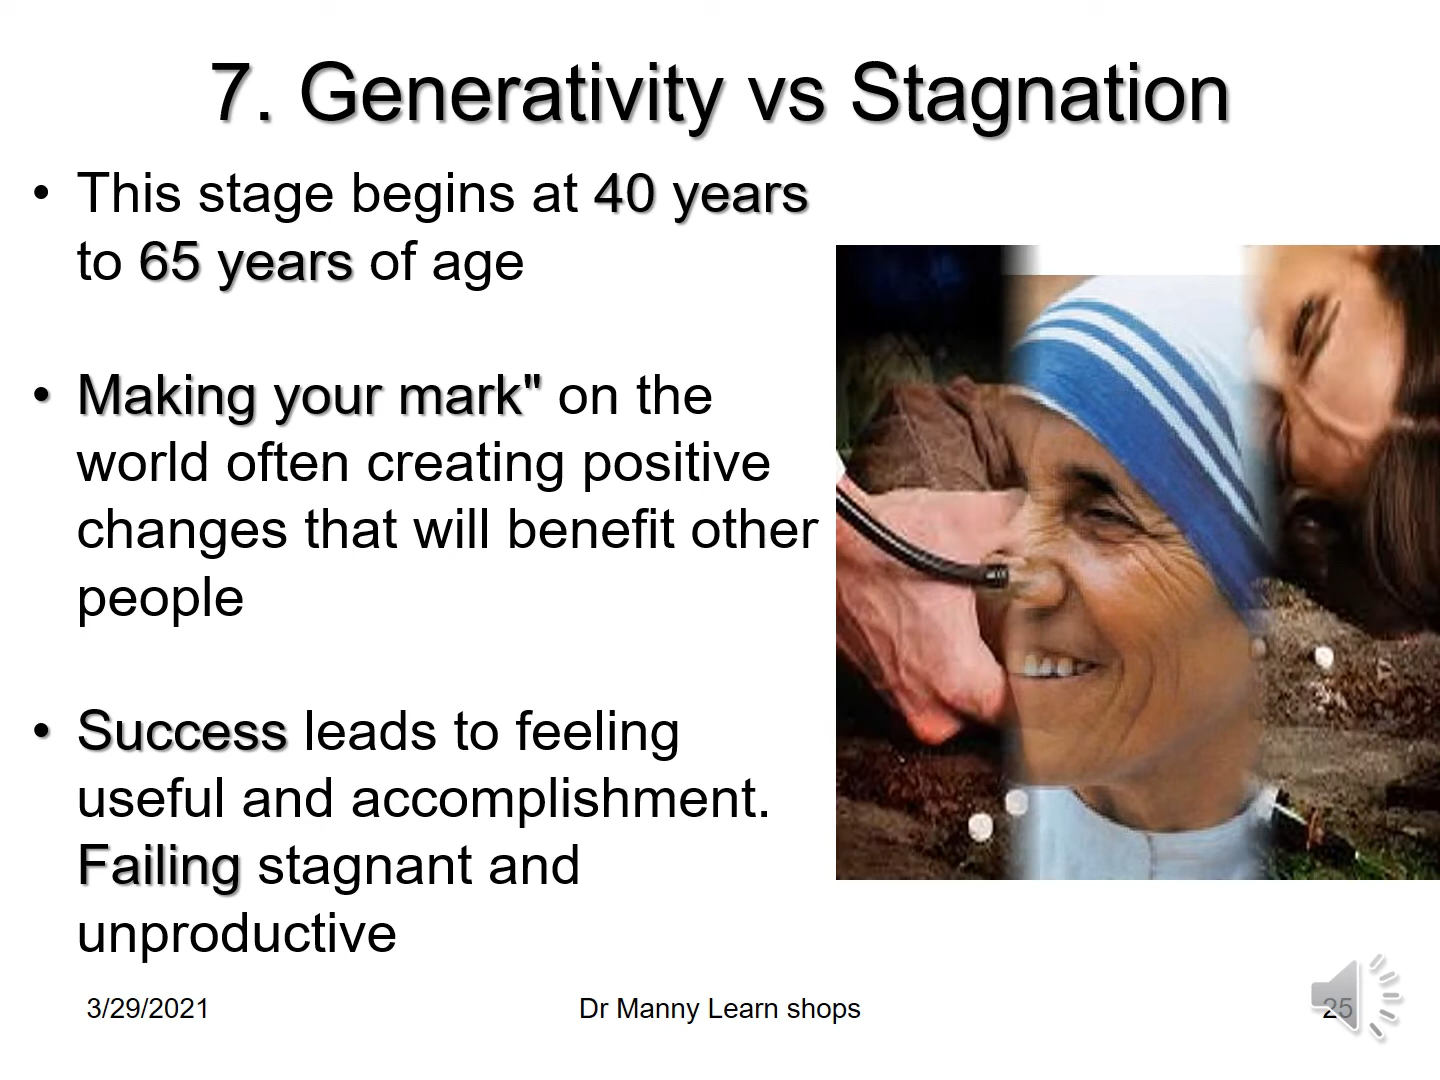 7. Generativity vs Stagnation
• This stage begins at 40 years
to 65 years of age
• Making your mark" on the
world often creating positive
changes that will benefit other
people
• Success leads to feeling
useful and accomplishment.
Failing stagnant and
unproductive
3/29/2021
Dr Manny Learn shops
25